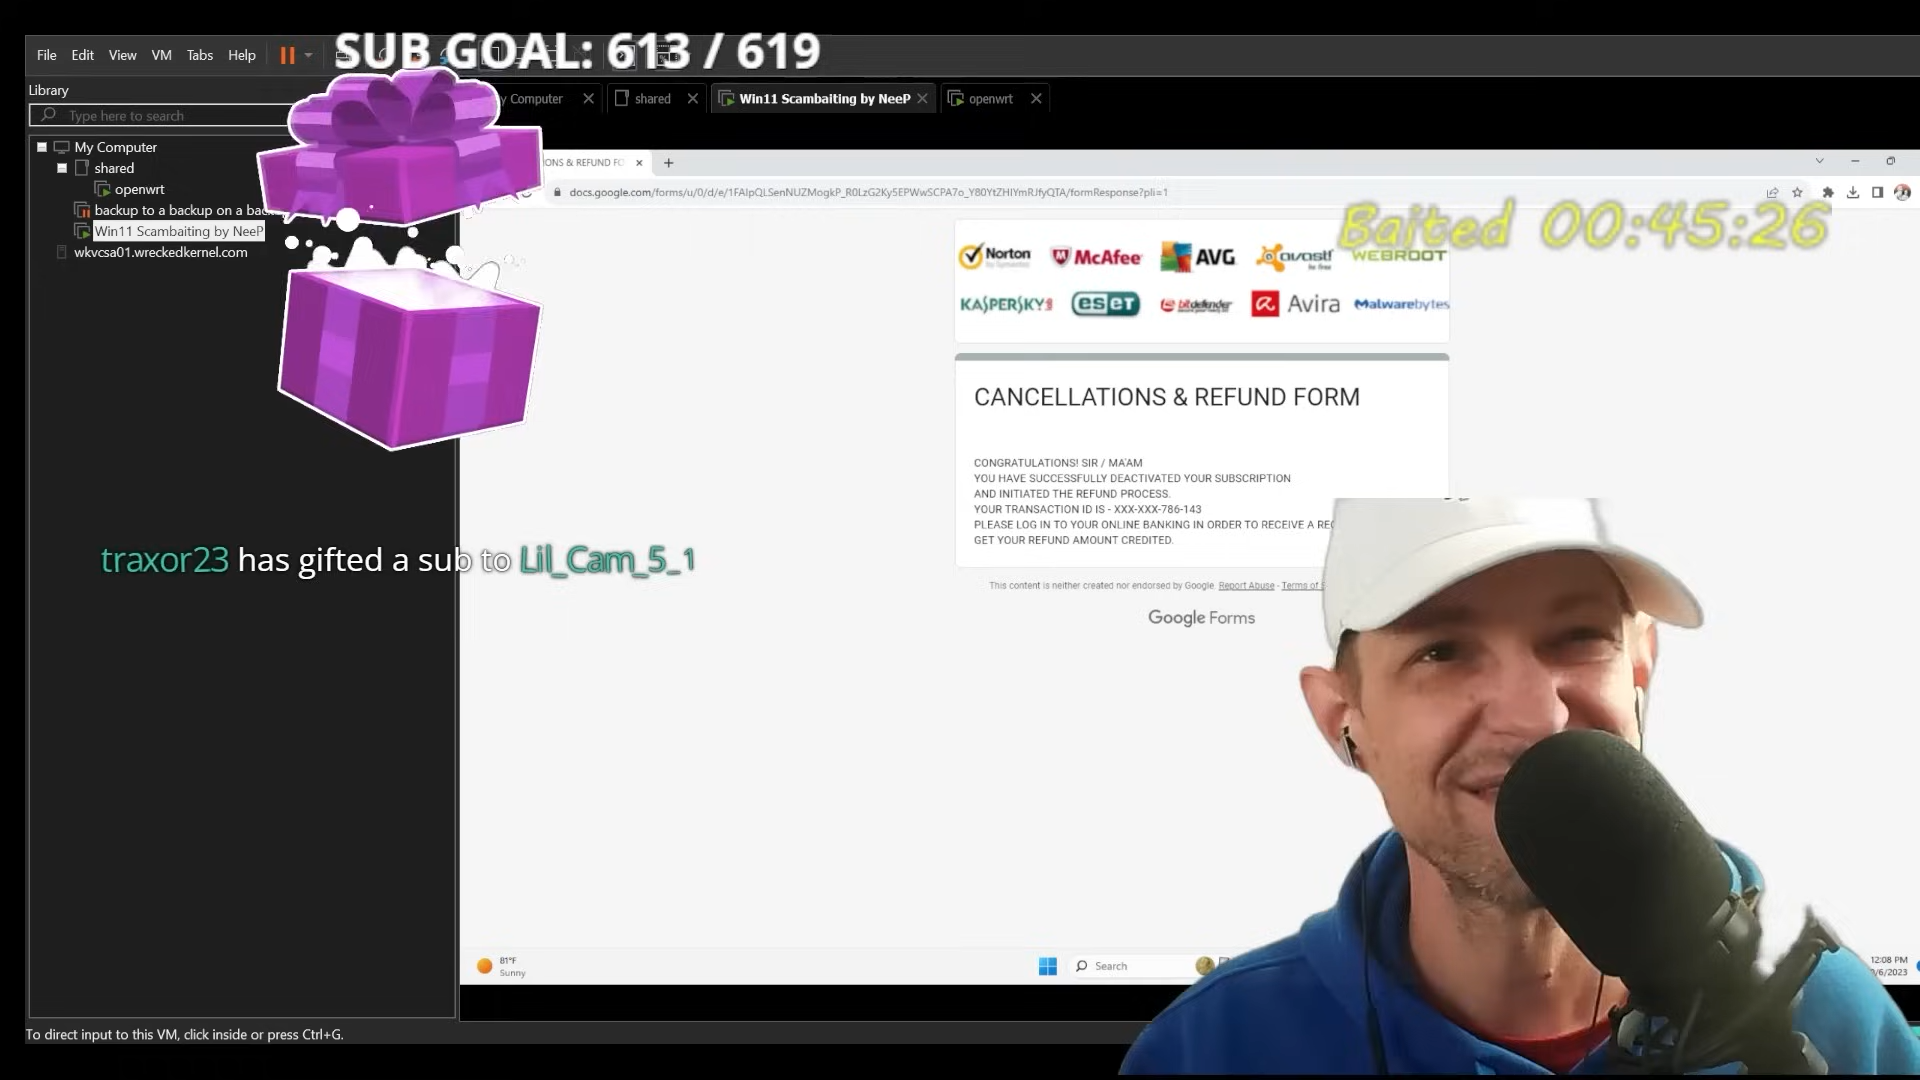 SUB GOAL: 613 / 619
File Edit View VM Tabs Help
Library
Type here to search
My Computer
shared
openwrt
backup to a backup on a
Win11 Scambaiting by NeeP
wkvcsa01.wreckedkernel.com
Computer
shared
Win11 Scambaiting by NeeP
openwrt
& REFUND
docs.google.com/forms/u/0/d/e/1FAIpQLSenNUZMogkP_R0LzG2Ky5EPWwSCPA7o_Y80YtZHIYmRJfyQTA/formResponse?pli=1
Baited 00:45:26
Norton McAfee AVG avast! WEBROOT
KASPERSKY ESET bitdefender Avira Malwarebytes
CANCELLATIONS & REFUND FORM
CONGRATULATIONS! SIR / MA'AM
YOU HAVE SUCCESSFULLY DEACTIVATED YOUR SUBSCRIPTION
AND INITIATED THE REFUND PROCESS.
YOUR TRANSACTION ID IS - XXX-XXX-786-143
PLEASE LOG IN TO YOUR ONLINE BANKING IN ORDER TO RECEIVE A
GET YOUR REFUND AMOUNT CREDITED.
This content is neither created nor endorsed by Google. Report Abuse - Terms of
Google Forms
traxor23 has gifted a sub to Lil_Cam_5_1
81°F
Sunny
Search
12:08 PM
/6/2023
To direct input to this VM, click inside or press Ctrl+G.